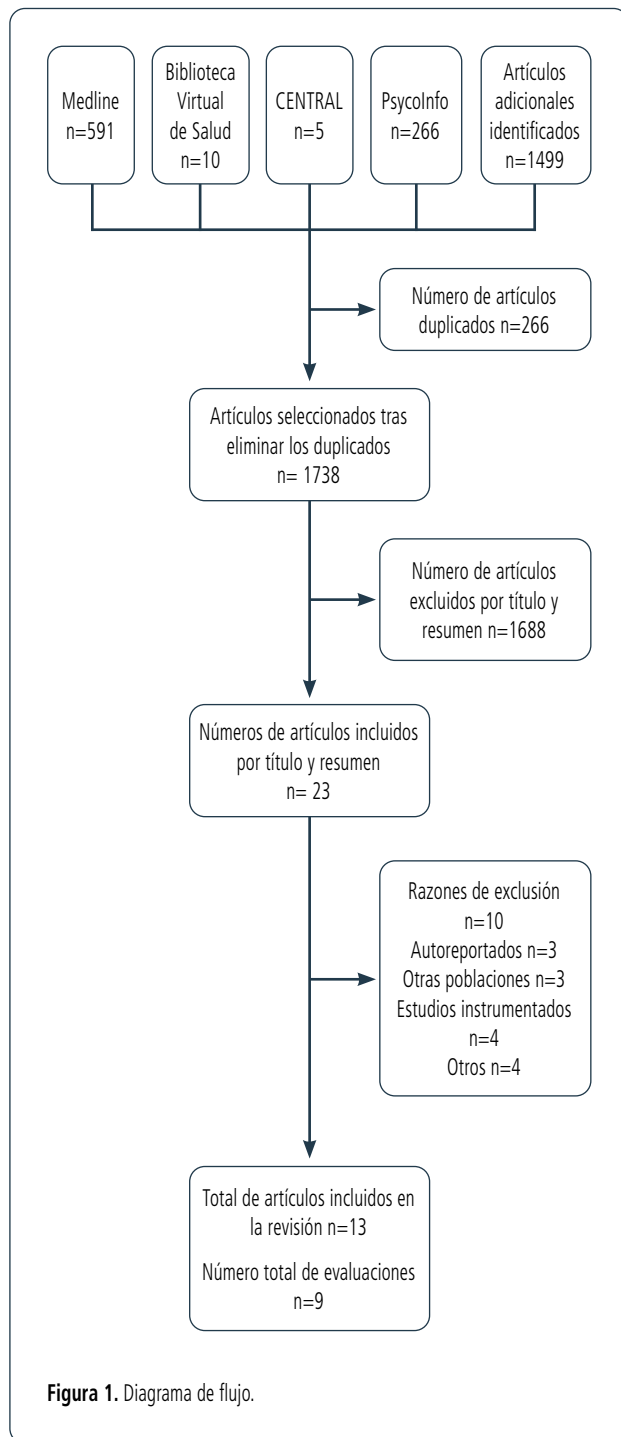 Medline
n=591
Biblioteca
Virtual
de Salud
n=10
CENTRAL
n=5
PsycoInfo
n=266
Artículos
adicionales
identificados
n=1499
Número de artículos
duplicados n=266
Artículos seleccionados tras
eliminar los duplicados
n= 1738
Número de artículos
excluidos por título y
resumen n=1688
Números de artículos incluidos
por título y resumen
n= 23
Razones de exclusión
n=10
Autoreportados n=3
Otras poblaciones n=3
Estudios instrumentados
n=4
Otros n=4
Total de artículos incluidos en
la revisión n=13
Número total de evaluaciones
n=9
Figura 1. Diagrama de flujo.